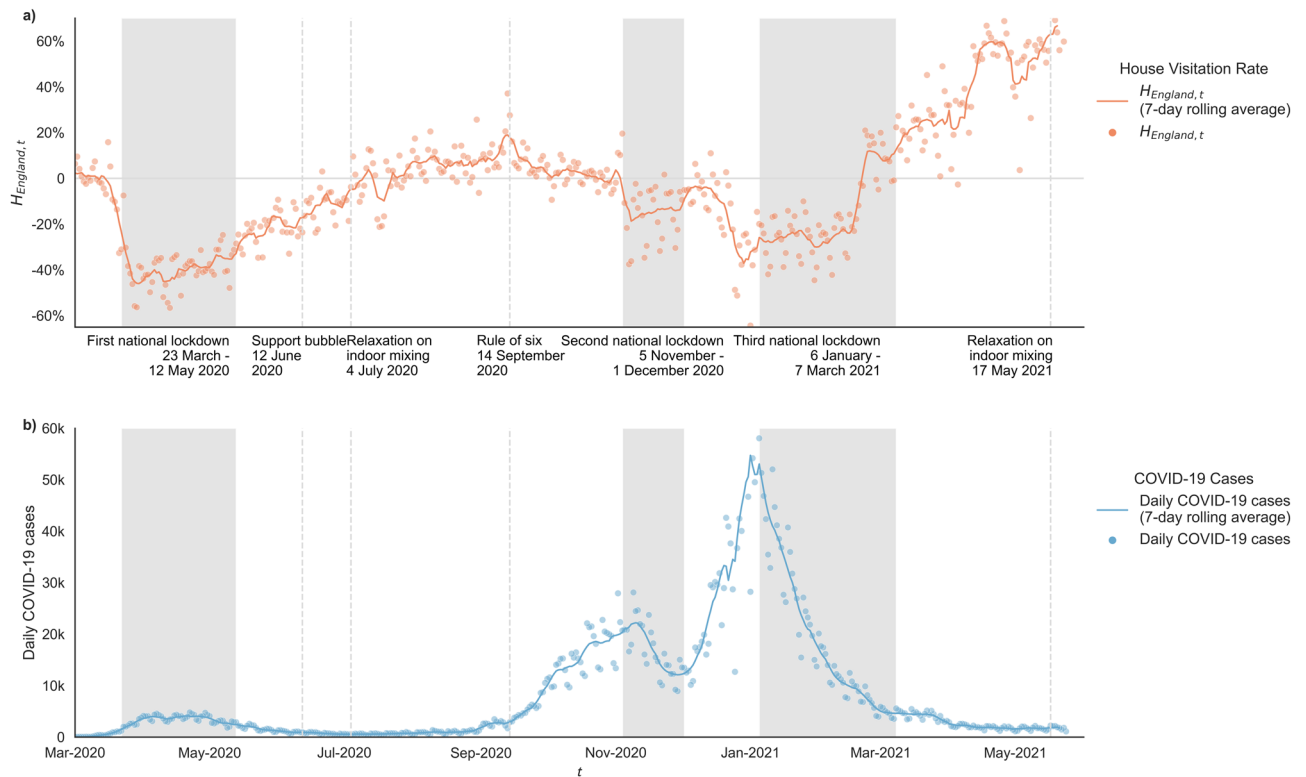 a)
60%
40%
20%
0
-20%
-40%
-60%
H_England,t
House Visitation Rate
H_England,t
(7-day rolling average)
H_England,t
First national lockdown
23 March -
12 May 2020
Support bubble
12 June
2020
Relaxation on
indoor mixing
4 July 2020
Rule of six
14 September
2020
Second national lockdown
5 November -
1 December 2020
Third national lockdown
6 January -
7 March 2021
Relaxation on
indoor mixing
17 May 2021
b)
60k
50k
40k
30k
20k
10k
0
Daily COVID-19 cases
COVID-19 Cases
Daily COVID-19 cases
(7-day rolling average)
Daily COVID-19 cases
Mar-2020
May-2020
Jul-2020
Sep-2020
Nov-2020
Jan-2021
Mar-2021
May-2021
t